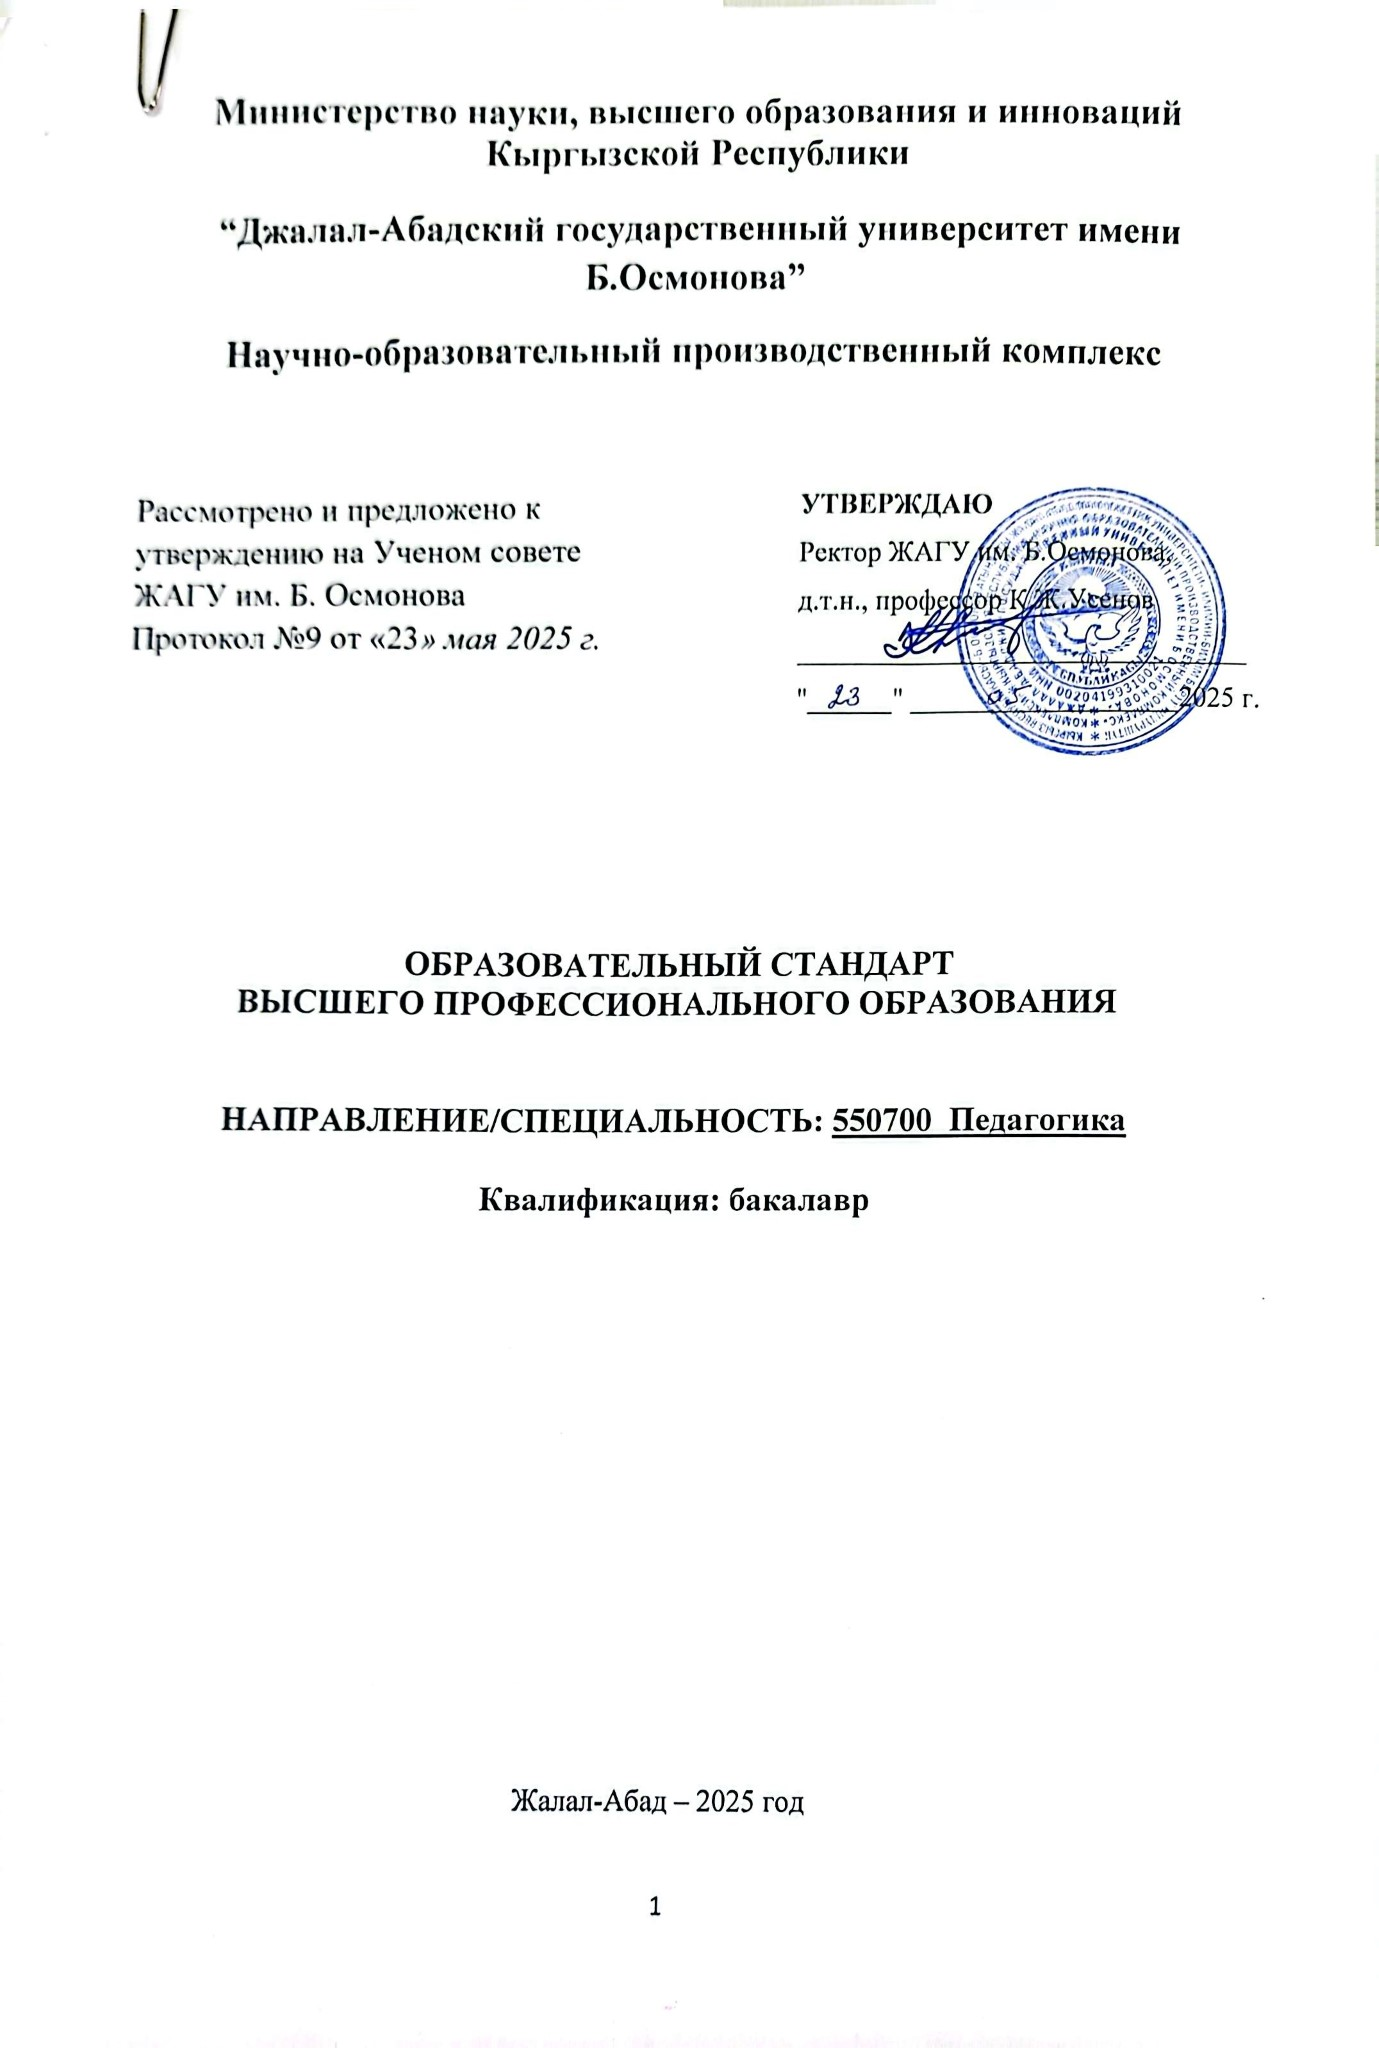 Министерство науки, высшего образования и инноваций
Кыргызской Республики
“Джалал-Абадский государственный университет имени
Б.Осмонова”
Научно-образовательный производственный комплекс
Рассмотрено и предложено к
утверждению на Ученом совете
ЖАГУ им. Б. Осмонова
Протокол №9 от «23» мая 2025 г.
УТВЕРЖДАЮ
Ректор ЖАГУ им. Б.Осмонова,
д.т.н., профессор К.Ж.Усенов
" 23 " 05 2025 г.
ОБРАЗОВАТЕЛЬНЫЙ СТАНДАРТ
ВЫСШЕГО ПРОФЕССИОНАЛЬНОГО ОБРАЗОВАНИЯ
НАПРАВЛЕНИЕ/СПЕЦИАЛЬНОСТЬ: 550700 Педагогика
Квалификация: бакалавр
Жалал-Абад – 2025 год
1